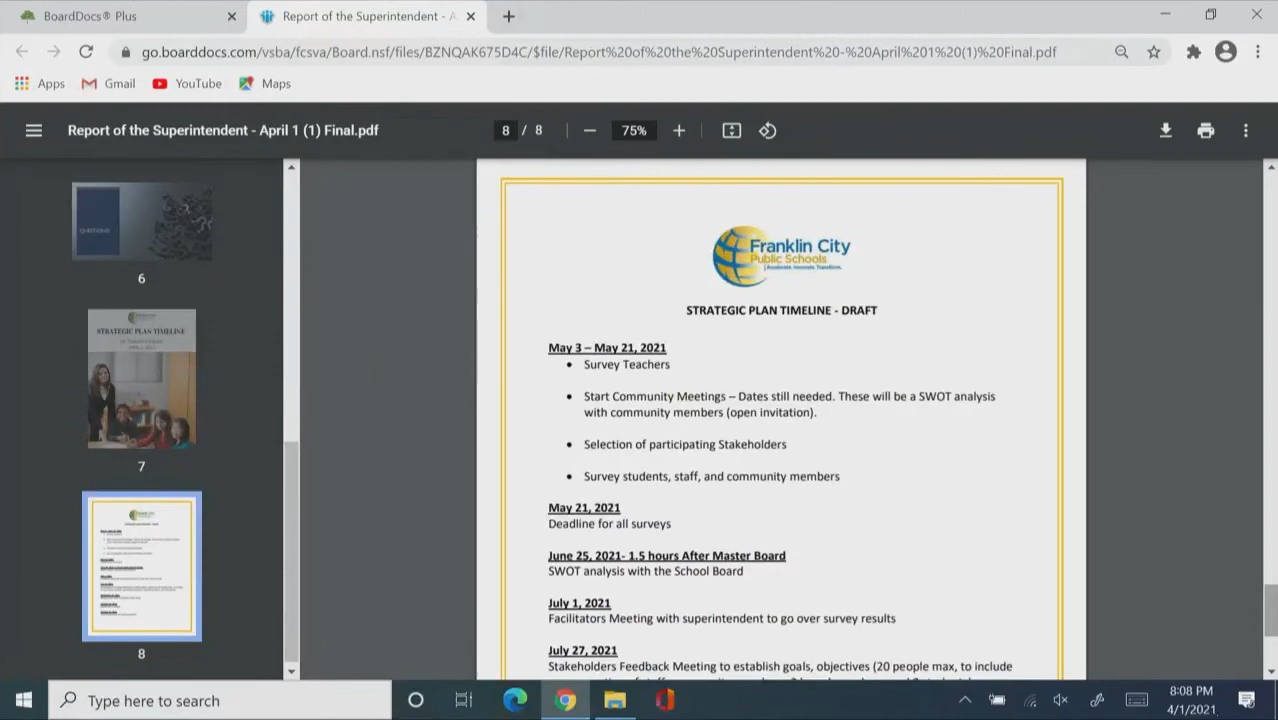 BoardDocs® Plus
Report of the Superintendent - A
go.boarddocs.com/vsba/fcsva/Board.nsf/files/BZNQAK675D4C/$file/Report%20of%20the%20Superintendent%20-%20April%201%20(1)%20Final.pdf
Apps
Gmail
YouTube
Maps
Report of the Superintendent - April 1 (1) Final.pdf
8 / 8
75%
QUESTIONS
6
STRATEGIC PLAN TIMELINE
7
8
Franklin City
Public Schools
STRATEGIC PLAN TIMELINE - DRAFT
May 3 – May 21, 2021
• Survey Teachers
• Start Community Meetings – Dates still needed. These will be a SWOT analysis
with community members (open invitation).
• Selection of participating Stakeholders
• Survey students, staff, and community members
May 21, 2021
Deadline for all surveys
June 25, 2021- 1.5 hours After Master Board
SWOT analysis with the School Board
July 1, 2021
Facilitators Meeting with superintendent to go over survey results
July 27, 2021
Stakeholders Feedback Meeting to establish goals, objectives (20 people max, to include
Type here to search
8:08 PM
4/1/2021